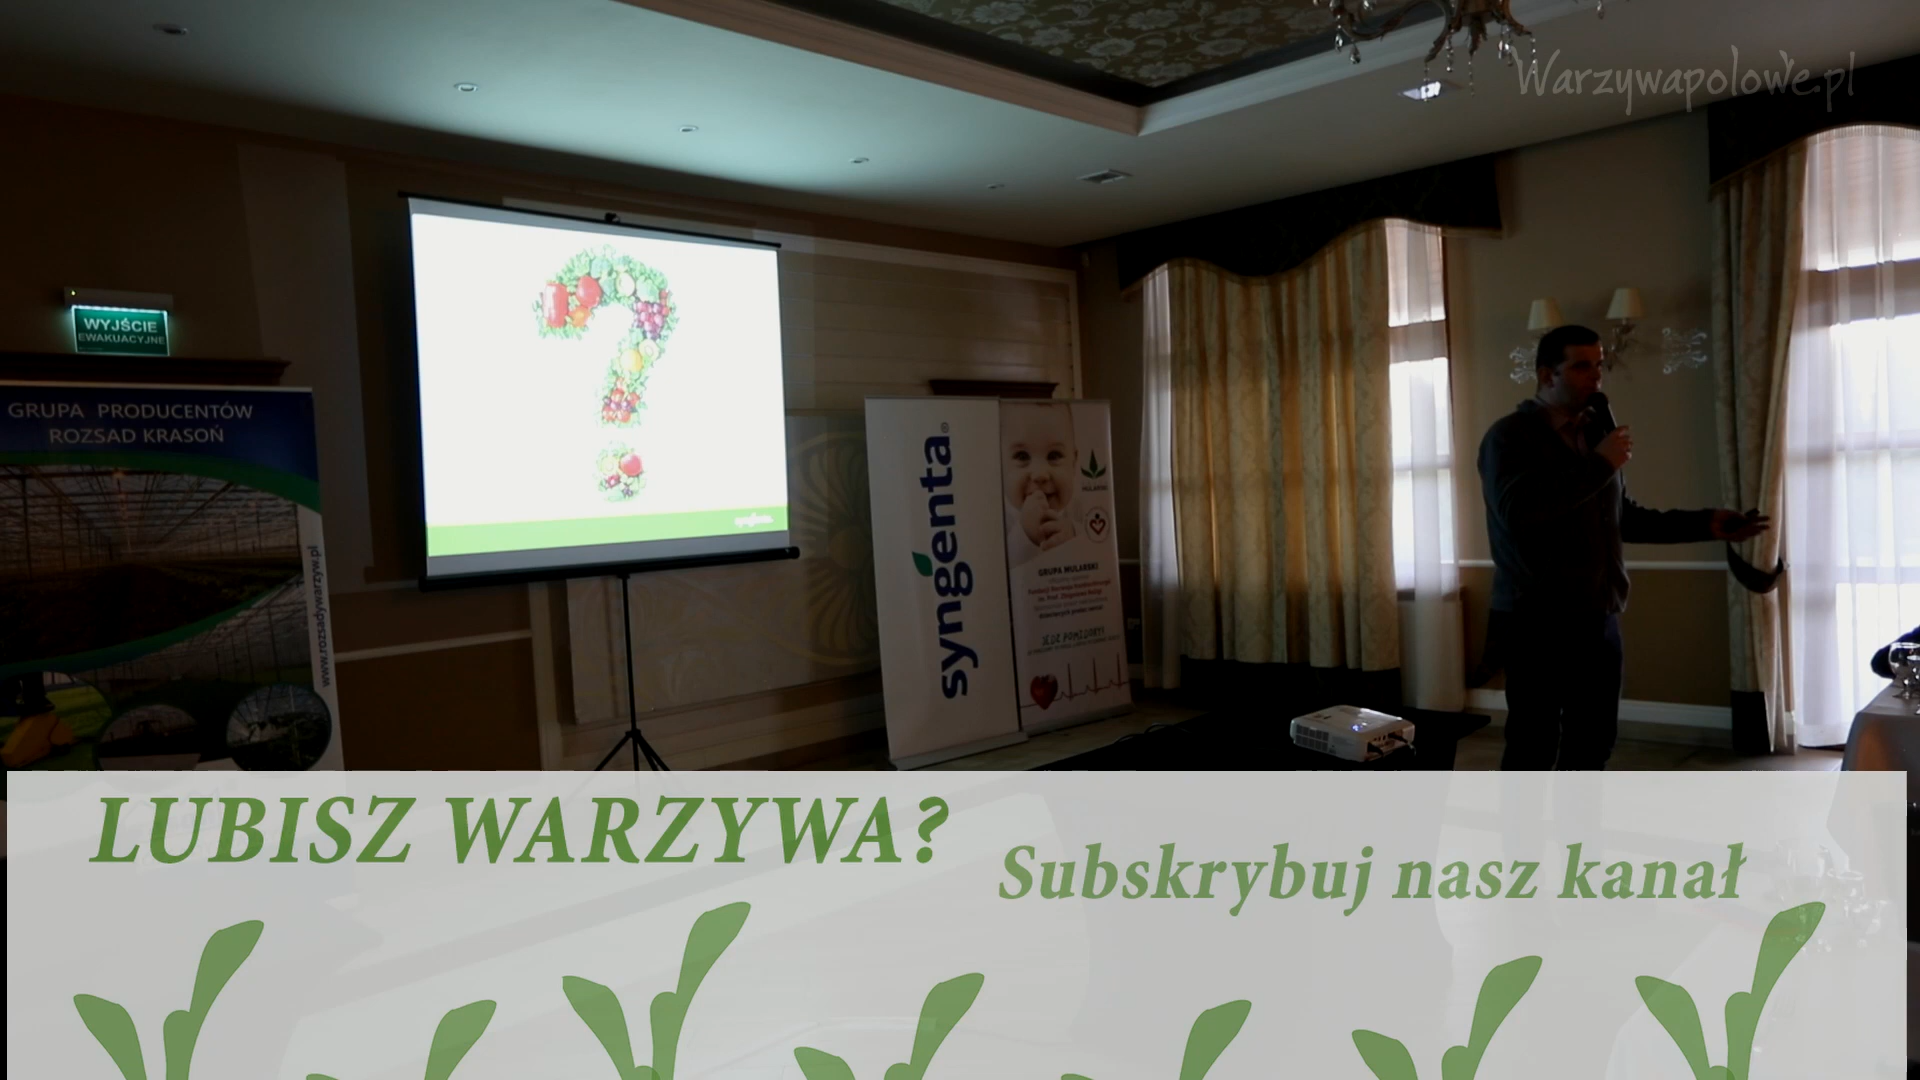 Warzywapolowe.pl
WYJŚCIE
EWAKUACYJNE
GRUPA PRODUCENTÓW
ROZSAD KRASOŃ
www.rozsadywarzyw.pl
syngenta
syngenta®
MULARSKI
GRUPA MULARSKI
JEDZ POMIDORY!
LUBISZ WARZYWA?
Subskrybuj nasz kanał